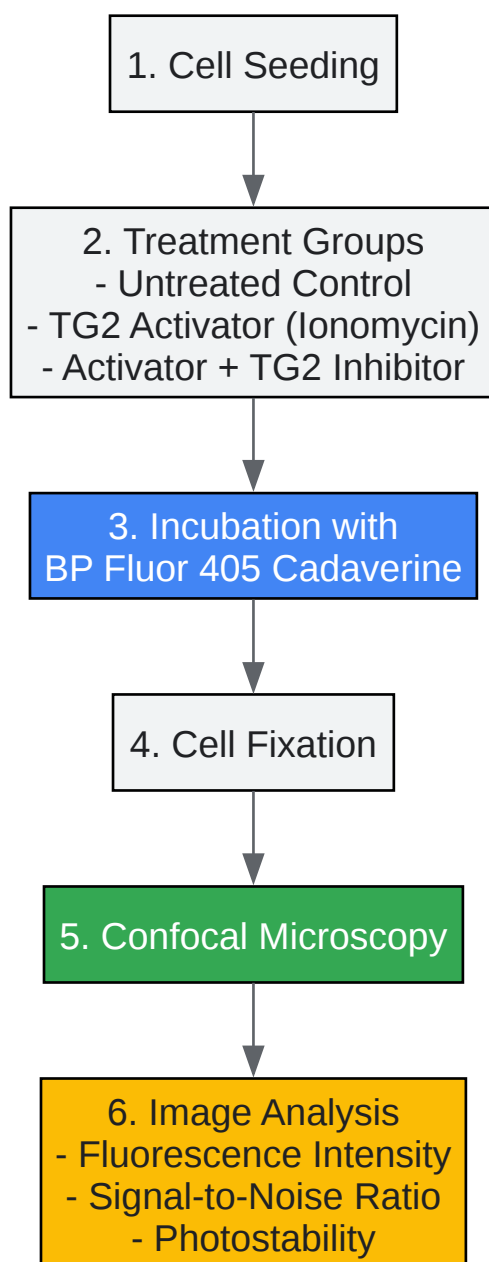 1. Cell Seeding
2. Treatment Groups
- Untreated Control
- TG2 Activator (Ionomycin)
- Activator + TG2 Inhibitor
3. Incubation with
BP Fluor 405 Cadaverine
4. Cell Fixation
5. Confocal Microscopy
6. Image Analysis
- Fluorescence Intensity
- Signal-to-Noise Ratio
- Photostability